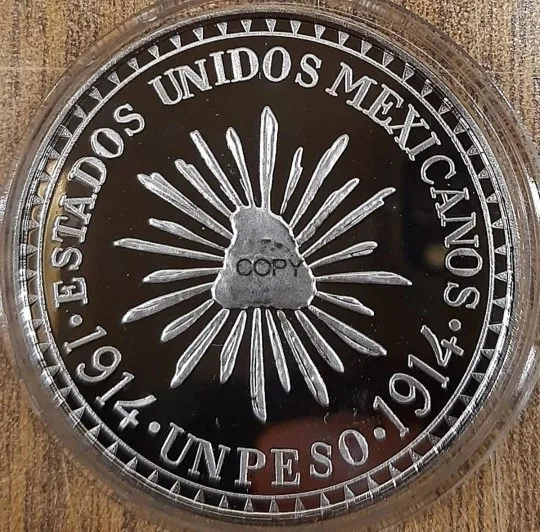 ESTADOS UNIDOS MEXICANOS
COPY
· 1914 · UN PESO · 1914 ·